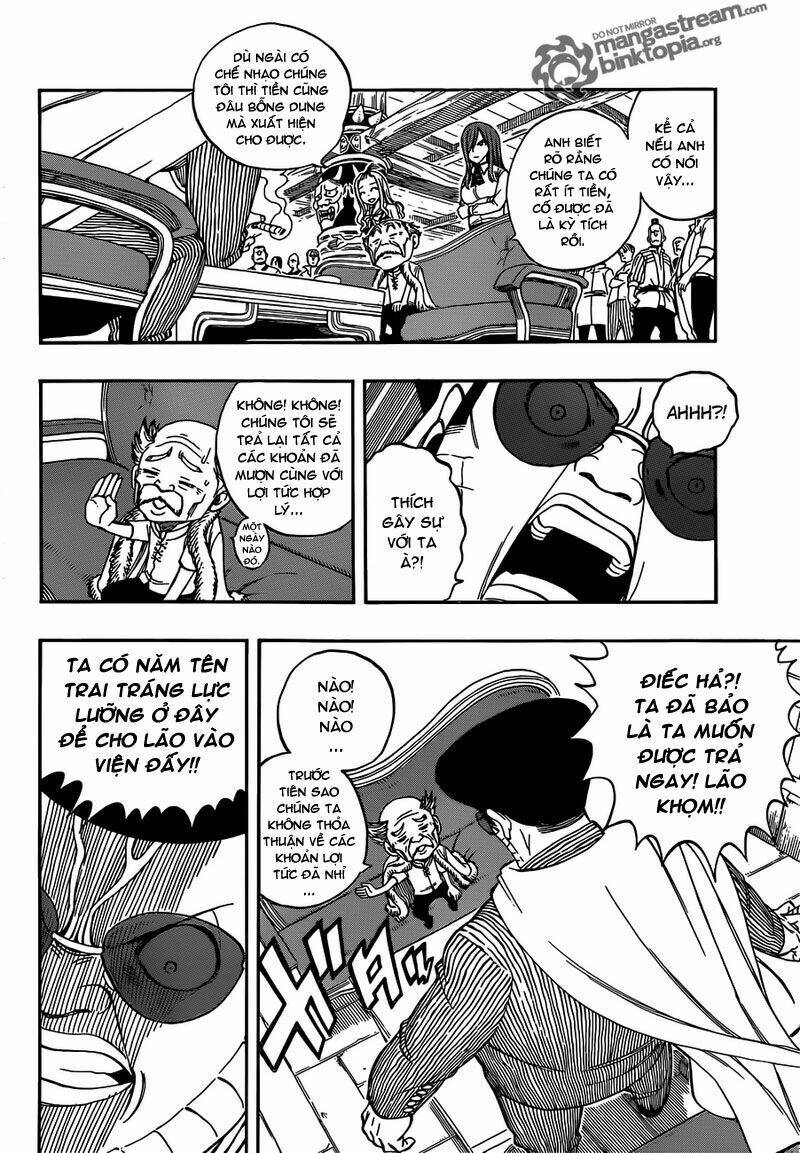 DO NOT MIRROR
mangastream.com
binktopia.org
KỂ CẢ
NẾU ANH
CÓ NÓI
VẬY...
ANH BIẾT
RÕ RẰNG
CHÚNG TA CÓ
RẤT ÍT TIỀN,
CỐ ĐƯỢC ĐÃ
LÀ KỲ TÍCH
RỒI.
DÙ NGÀI CÓ
CHẾ NHẠO CHÚNG
TÔI THÌ TIỀN CŨNG
ĐÂU BỖNG DƯNG
MÀ XUẤT HIỆN
CHO ĐƯỢC.
AHHH?!
THÍCH
GÂY SỰ
VỚI TA
À?!
KHÔNG! KHÔNG!
CHÚNG TÔI SẼ
TRẢ LẠI TẤT CẢ
CÁC KHOẢN ĐÃ
MƯỢN CÙNG VỚI
LỢI TỨC HỢP
LÝ...
MỘT
NGÀY
NÀO
ĐÓ.
ĐIẾC HẢ?!
TA ĐÃ BẢO
LÀ TA MUỐN
ĐƯỢC TRẢ
NGAY! LÃO
KHỌM!!
NÀO!
NÀO!
NÀO
...
TRƯỚC
TIÊN SAO
CHÚNG TA
KHÔNG THỎA
THUẬN VỀ CÁC
KHOẢN LỢI
TỨC ĐÃ NHỈ
...
TA CÓ NĂM TÊN
TRAI TRÁNG LỰC
LƯỠNG Ở ĐÂY
ĐỂ CHO LÃO VÀO
VIỆN ĐẤY!!